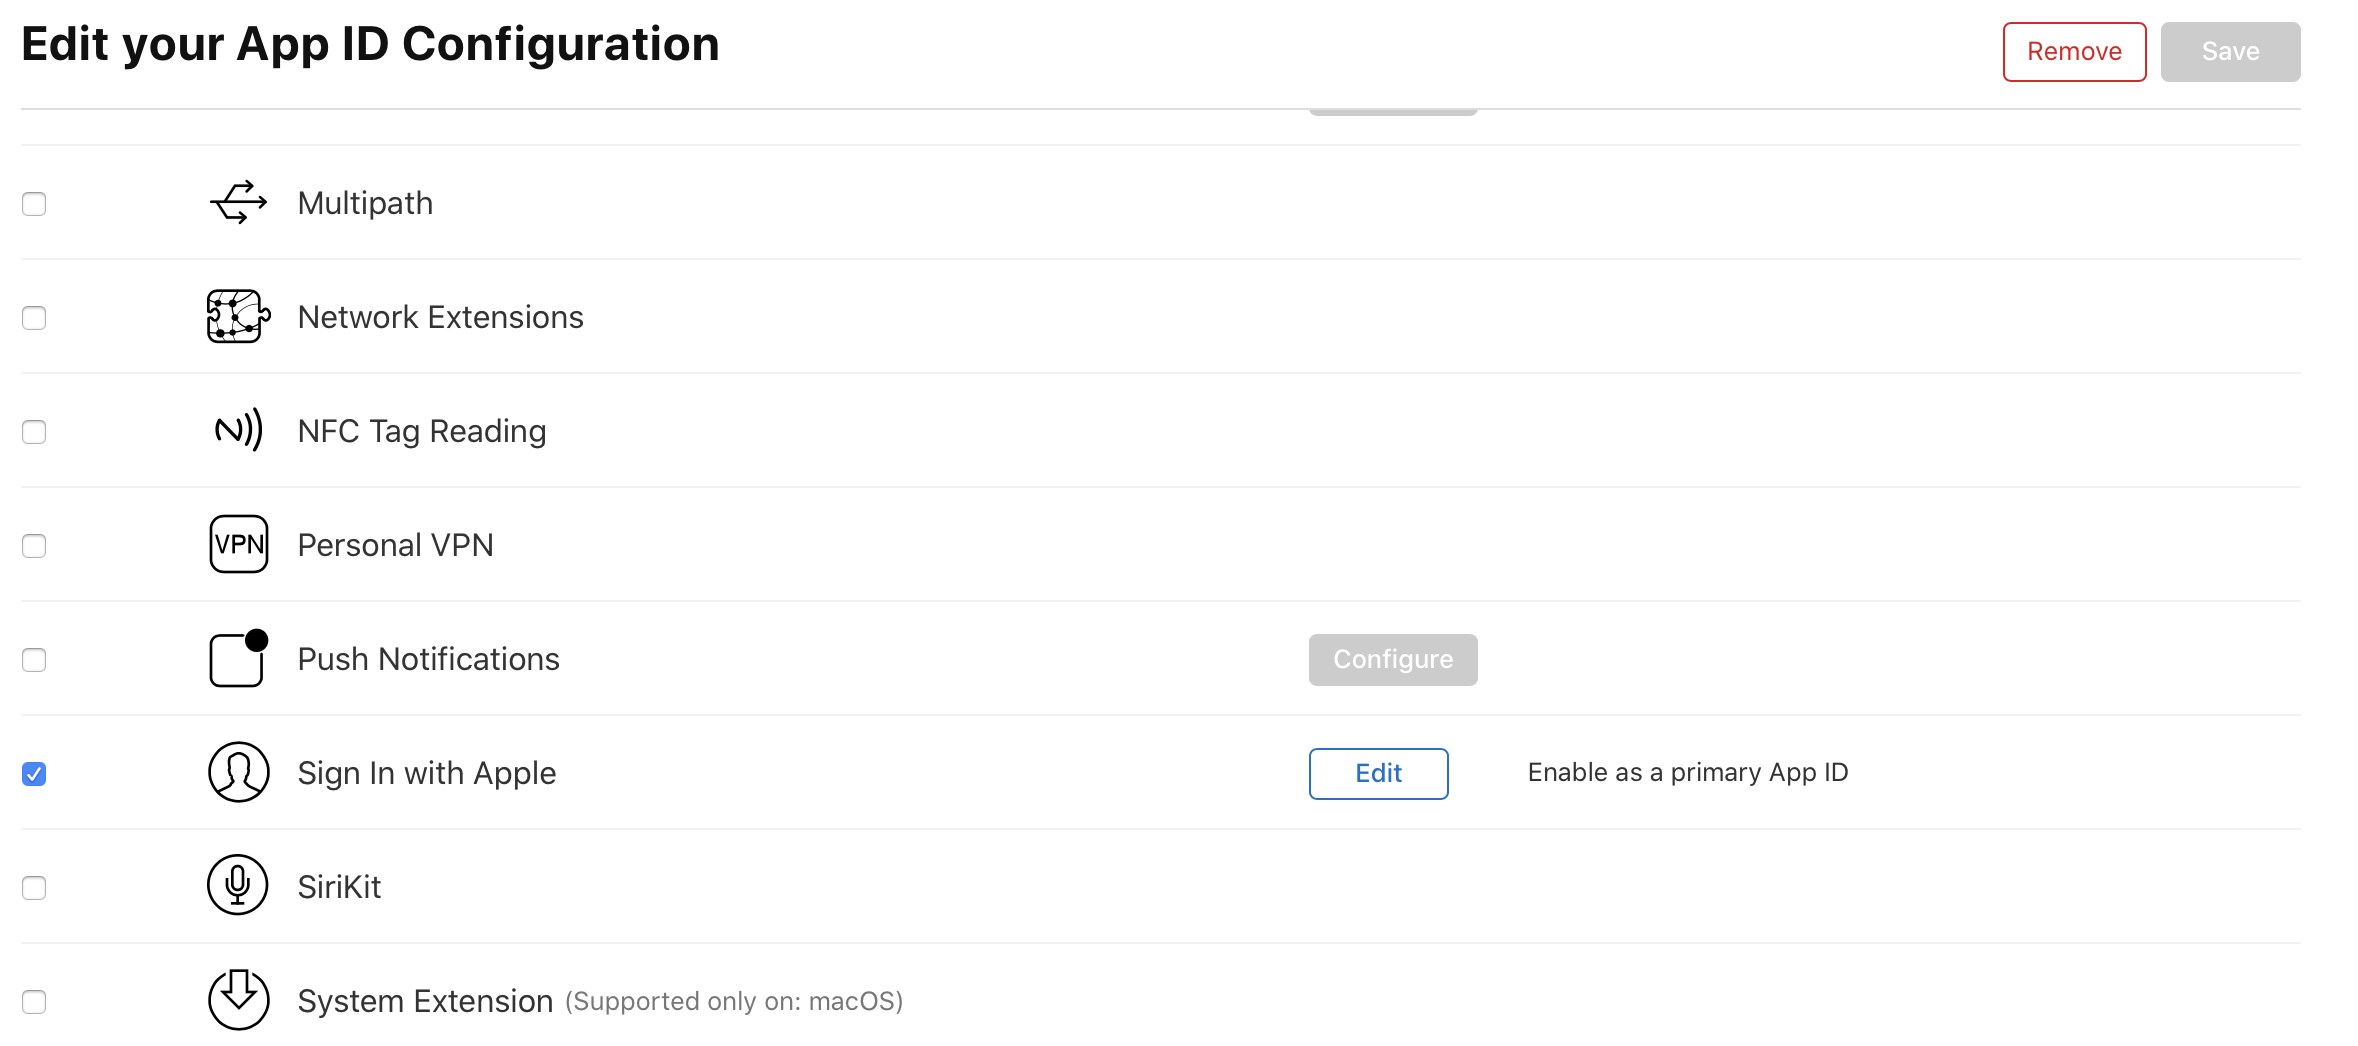 Edit your App ID Configuration
Remove
Save
Multipath
Network Extensions
NFC Tag Reading
VPN
Personal VPN
Push Notifications
Configure
Sign In with Apple
Edit
Enable as a primary App ID
SiriKit
System Extension (Supported only on: macOS)